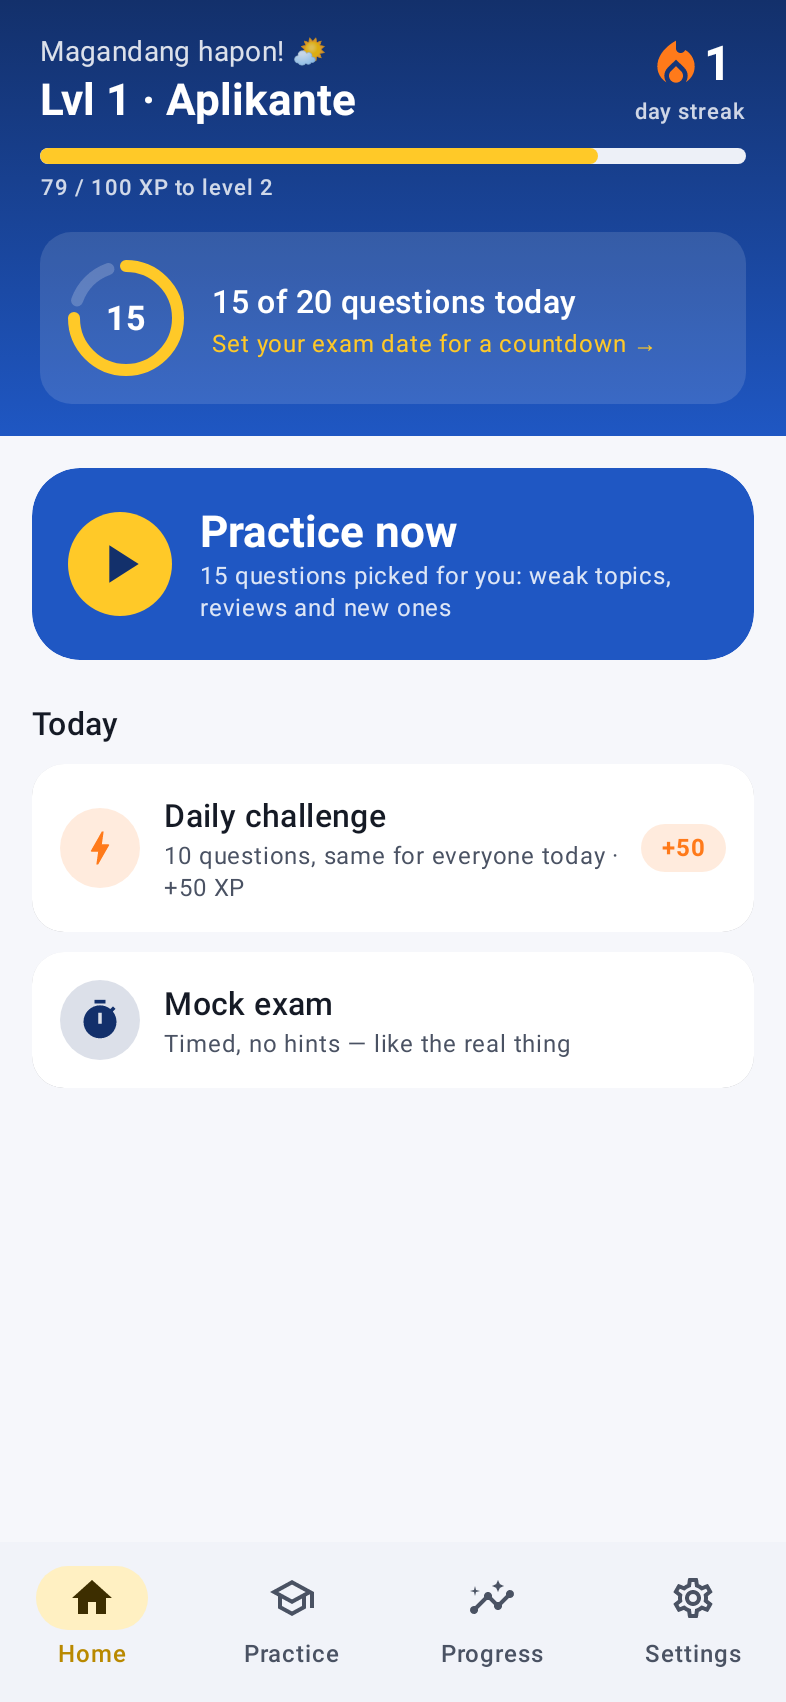 Magandang hapon! 🌤️
Lvl 1 · Aplikante
1
day streak
79 / 100 XP to level 2
15
15 of 20 questions today
Set your exam date for a countdown →
Practice now
15 questions picked for you: weak topics,
reviews and new ones
Today
Daily challenge
10 questions, same for everyone today ·
+50 XP
+50
Mock exam
Timed, no hints — like the real thing
Home
Practice
Progress
Settings